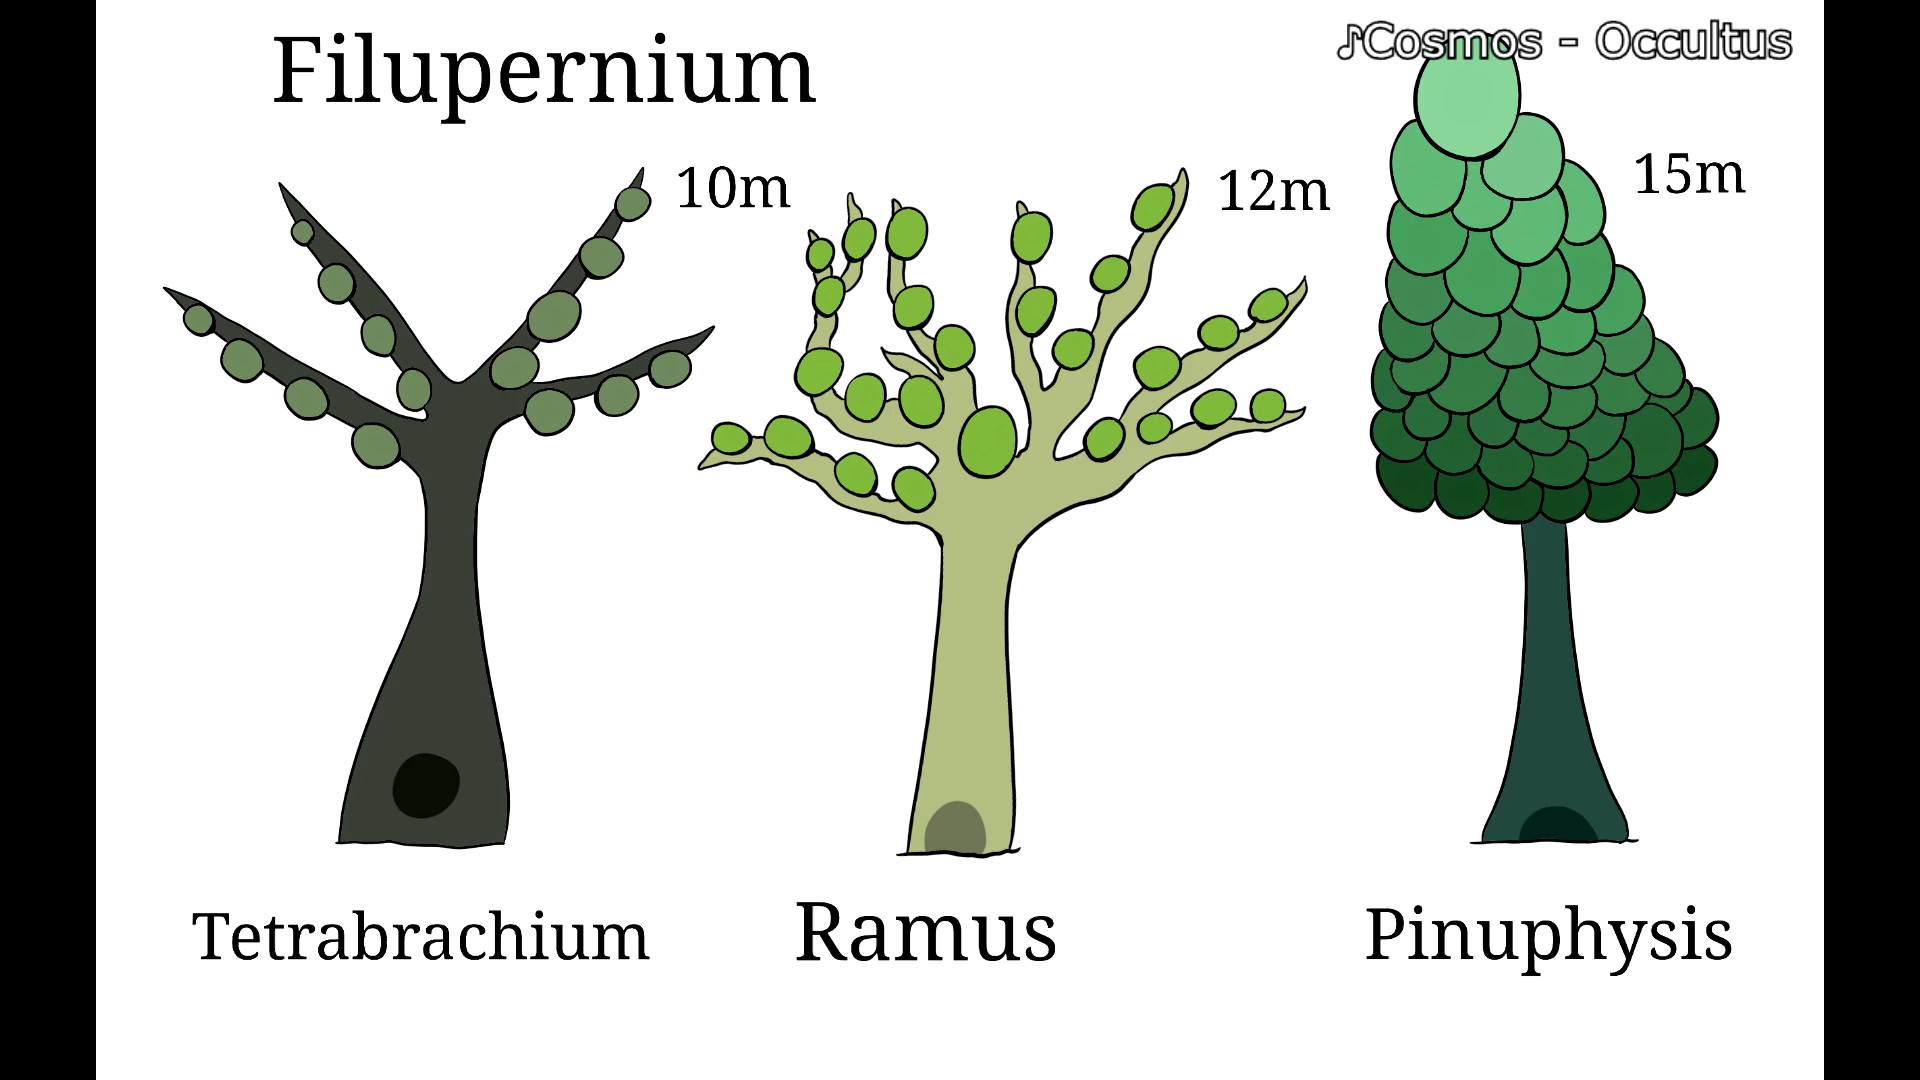 ♪Cosmos - Occultus
Filupernium
10m
12m
15m
Tetrabrachium
Ramus
Pinuphysis